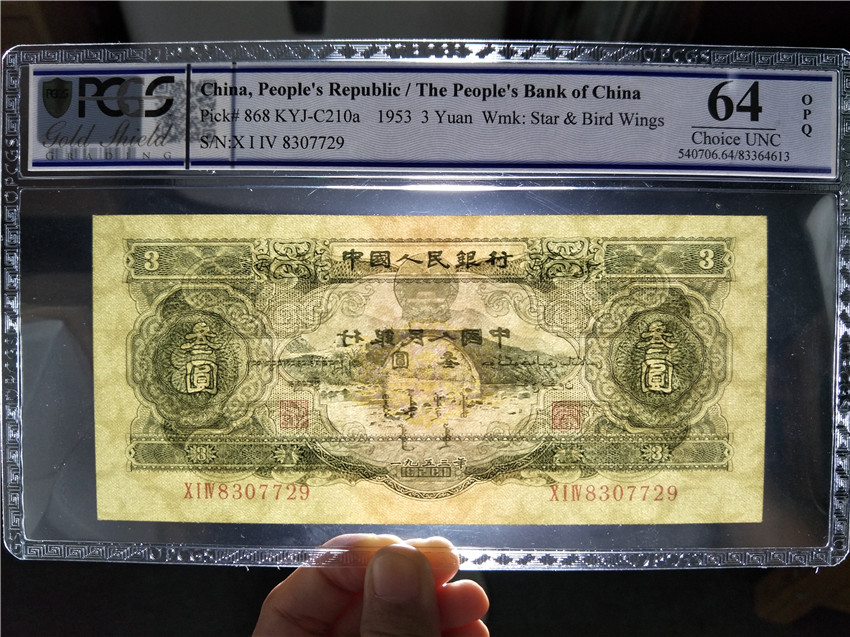 PCGS
Gold Shield
GRADING
China, People's Republic / The People's Bank of China
Pick# 868 KYJ-C210a 1953 3 Yuan Wmk: Star & Bird Wings
S/N:X I IV 8307729
64
Choice UNC
540706.64/83364613
OPQ
3 中國人民銀行 3
中國人民銀行
叁圓 叁圓 叁圓
一九五三年
XIⅣ8307729 XIⅣ8307729